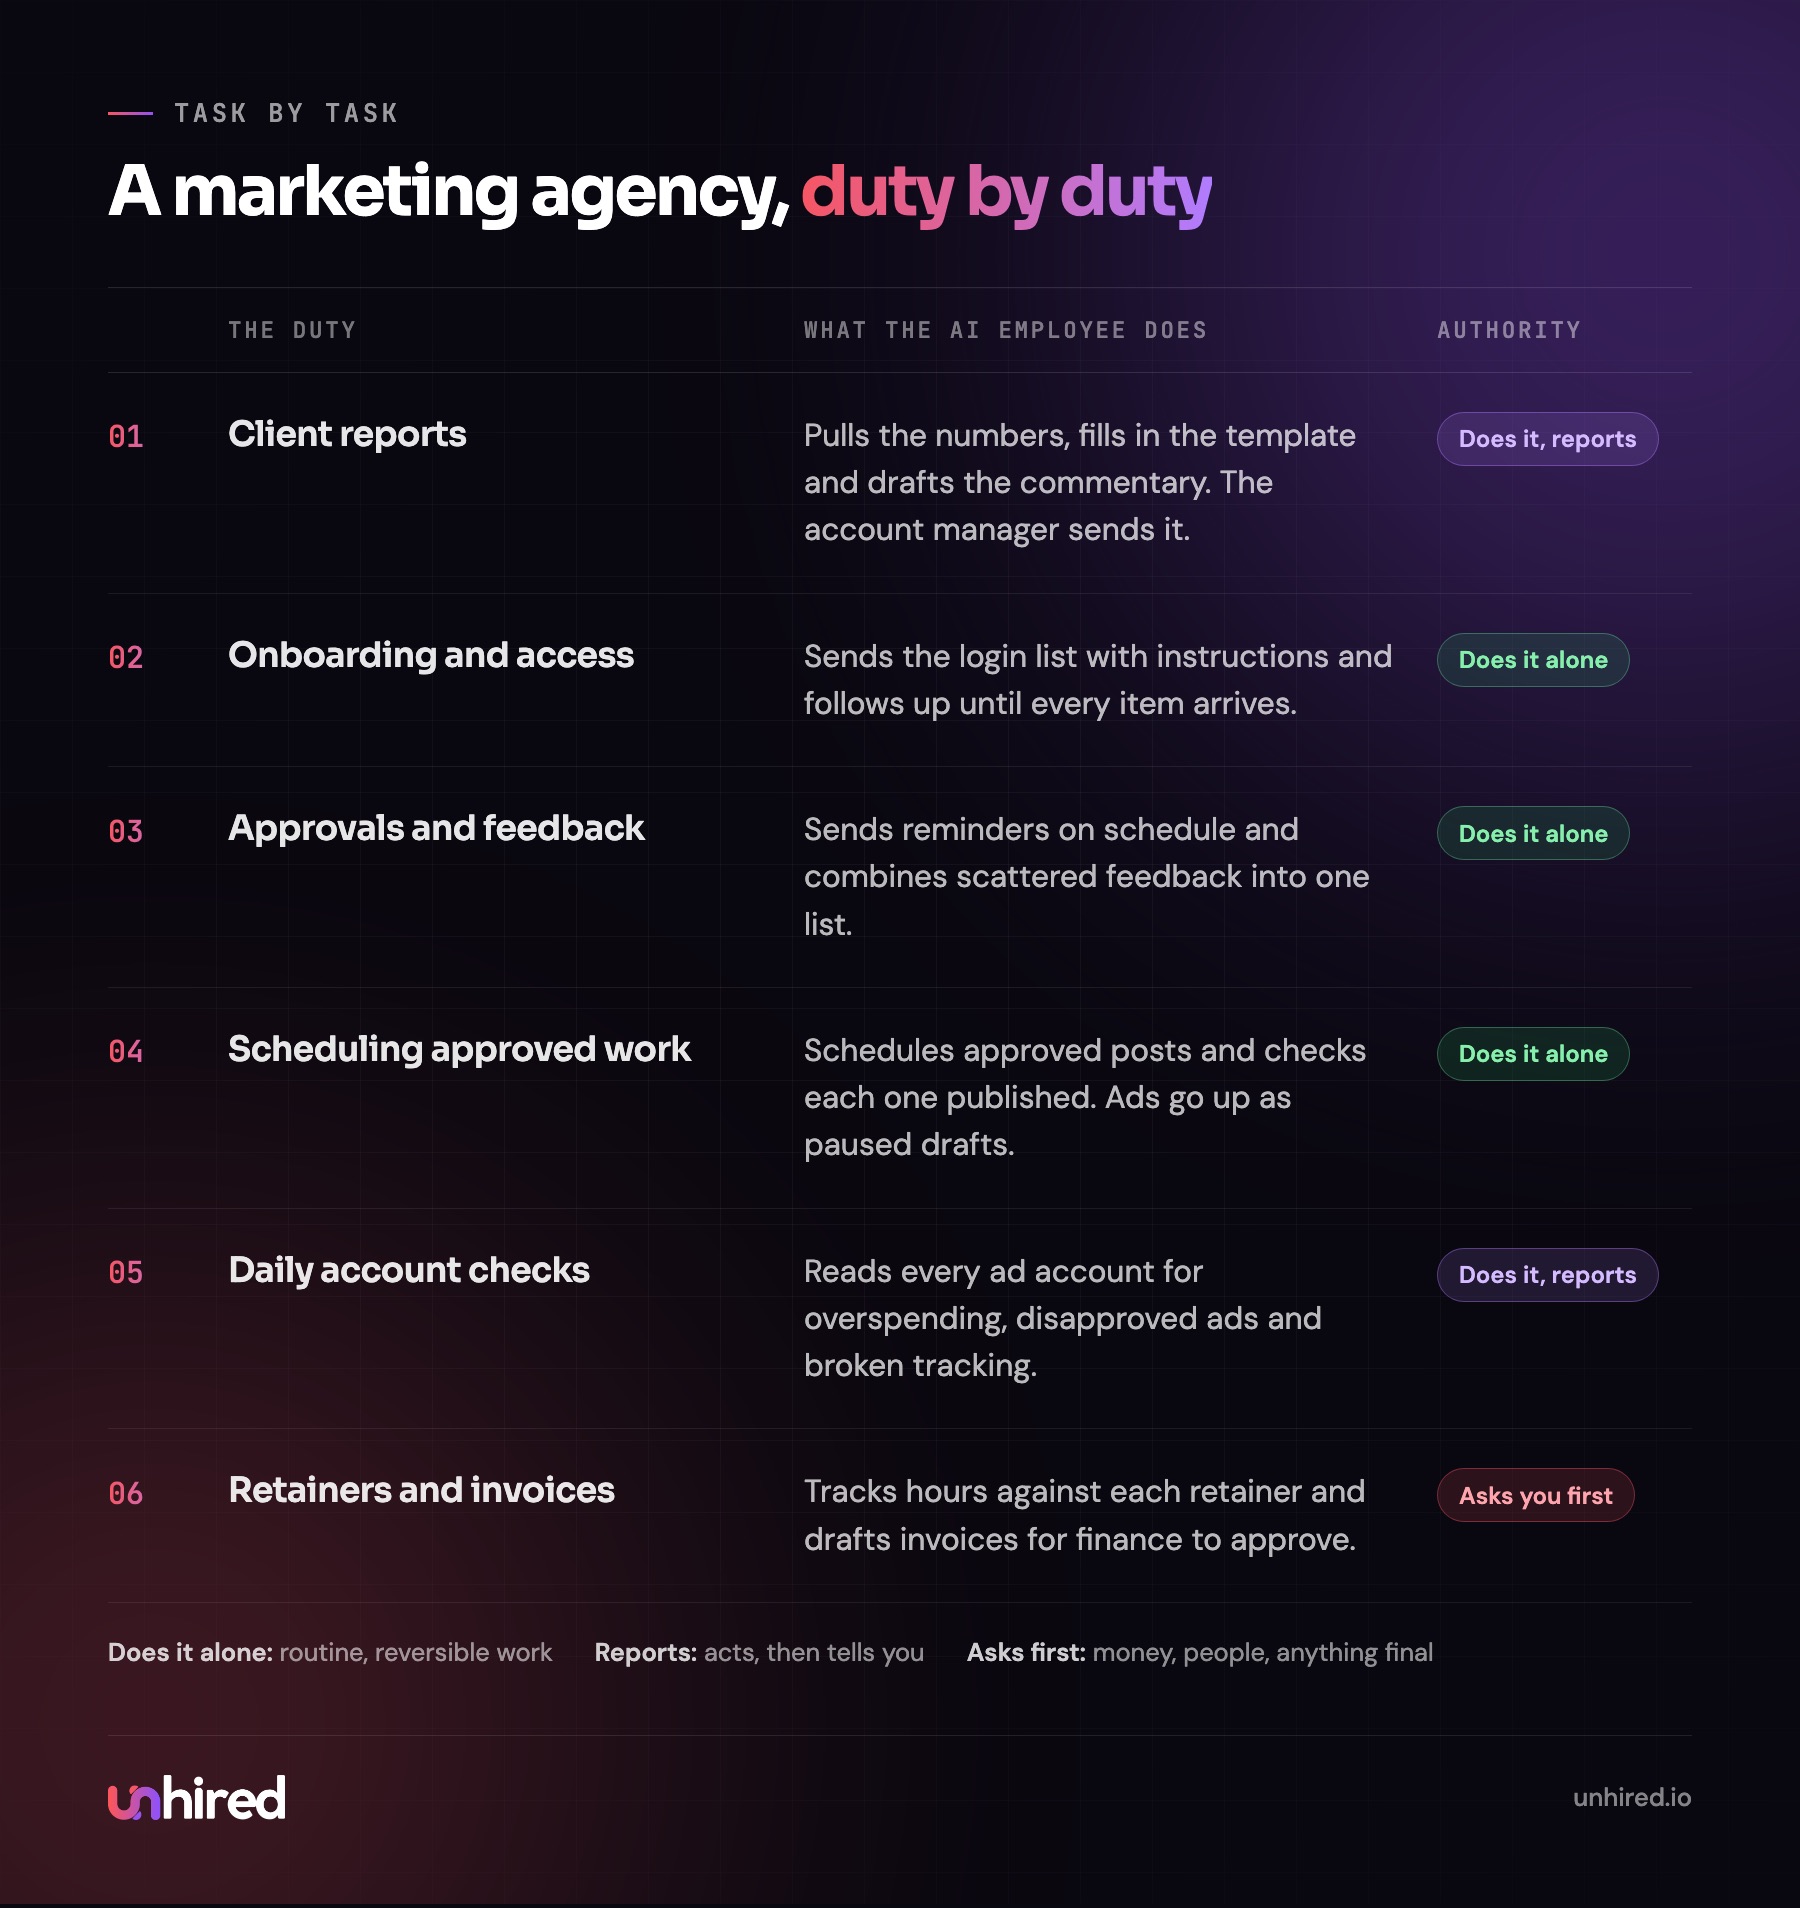 TASK BY TASK
A marketing agency, duty by duty
THE DUTY WHAT THE AI EMPLOYEE DOES AUTHORITY
01 Client reports Pulls the numbers, fills in the template Does it, reports
and drafts the commentary. The
account manager sends it.
02 Onboarding and access Sends the login list with instructions and Does it alone
follows up until every item arrives.
03 Approvals and feedback Sends reminders on schedule and Does it alone
combines scattered feedback into one
list.
04 Scheduling approved work Schedules approved posts and checks Does it alone
each one published. Ads go up as
paused drafts.
05 Daily account checks Reads every ad account for Does it, reports
overspending, disapproved ads and
broken tracking.
06 Retainers and invoices Tracks hours against each retainer and Asks you first
drafts invoices for finance to approve.
Does it alone: routine, reversible work Reports: acts, then tells you Asks first: money, people, anything final
unhired unhired.io